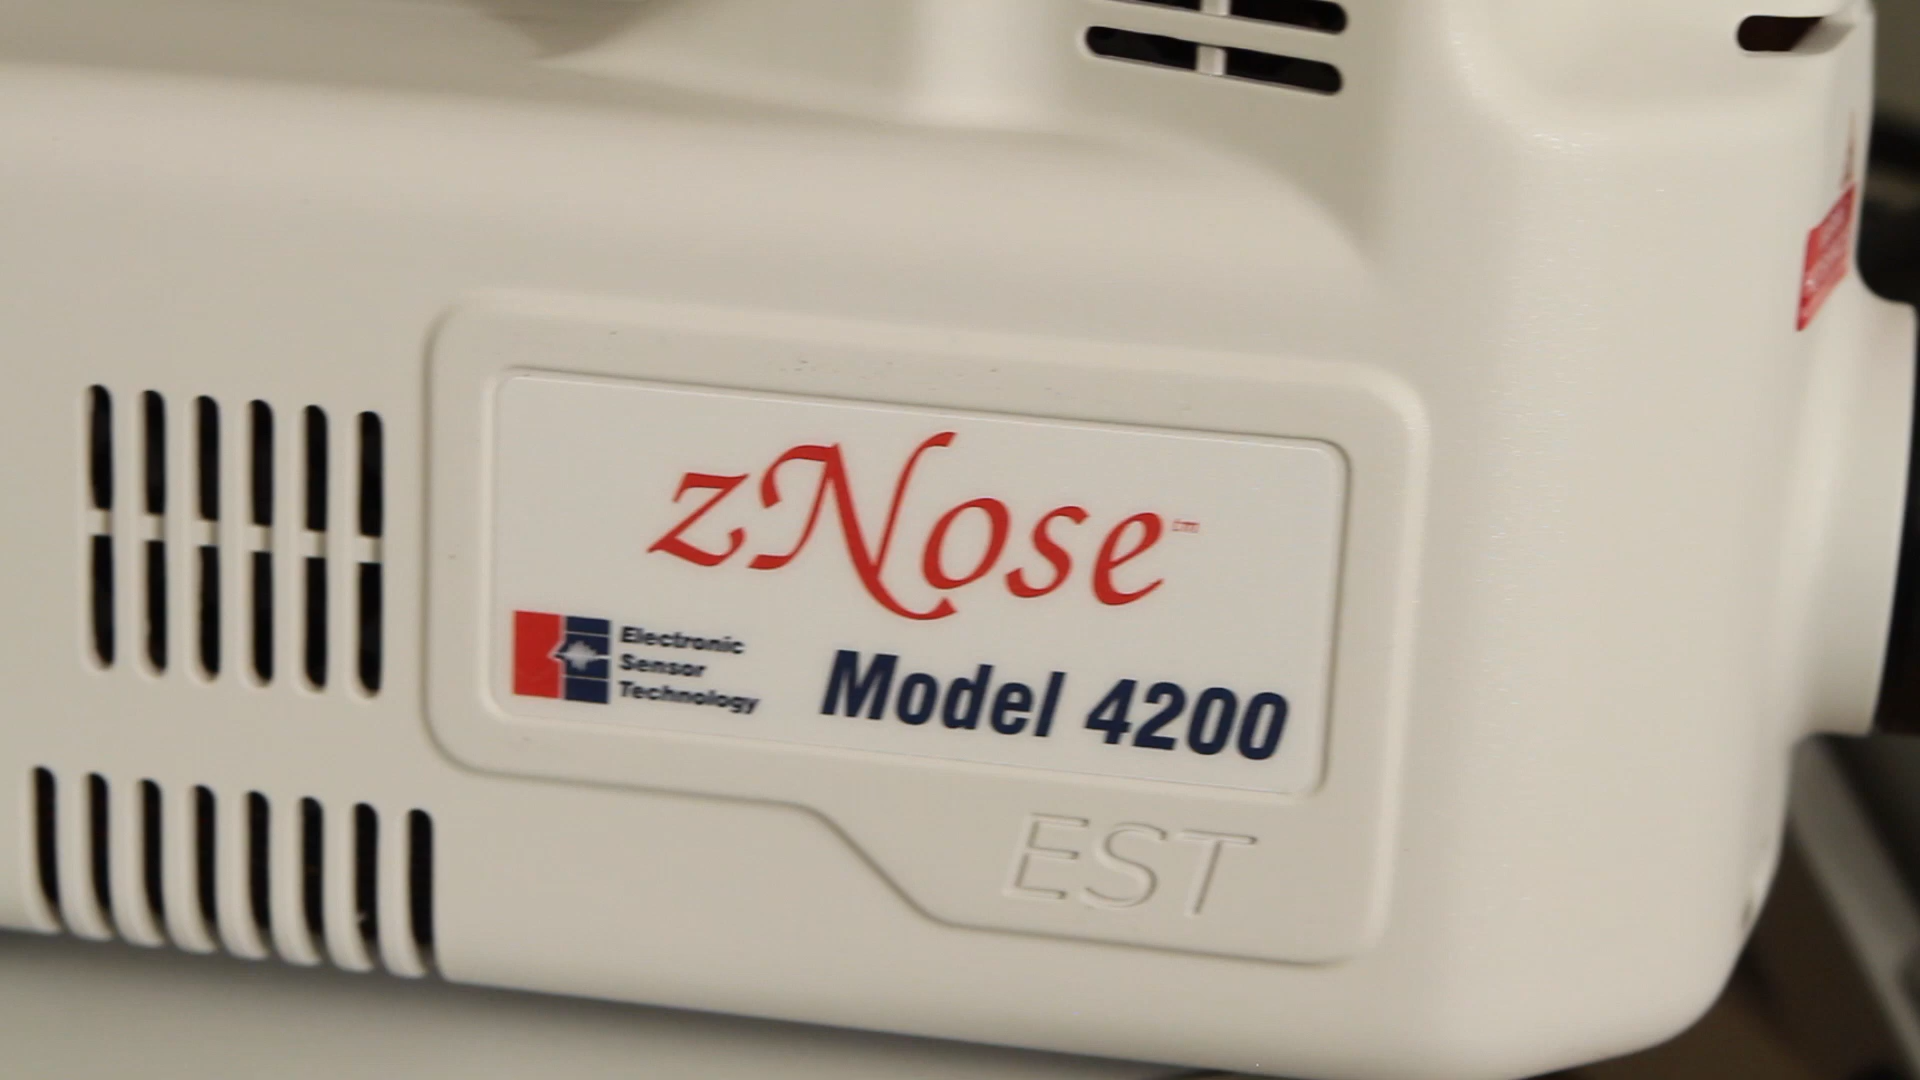 zNose™
Electronic
Sensor
Technology
Model 4200
EST